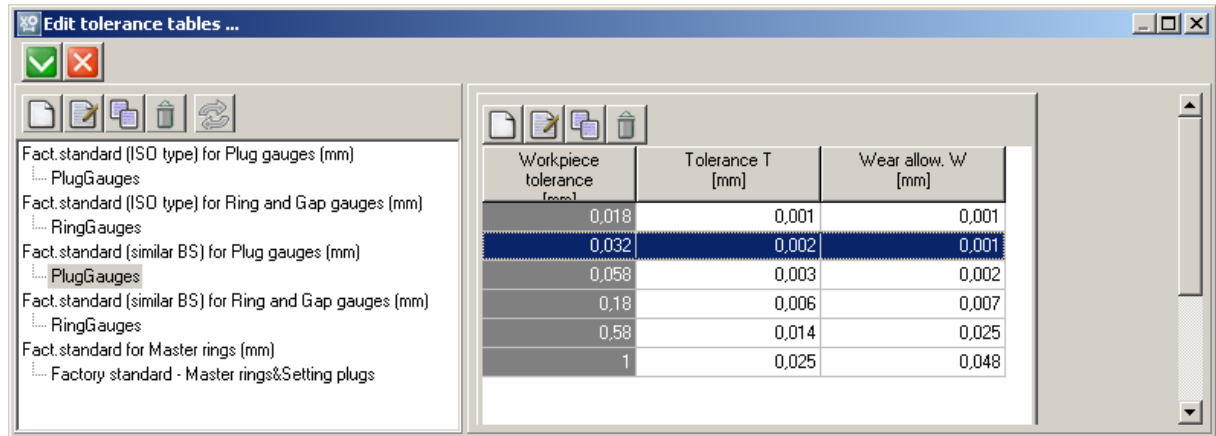 Edit tolerance tables ...
Fact.standard (ISO type) for Plug gauges (mm)
PlugGauges
Fact.standard (ISO type) for Ring and Gap gauges (mm)
RingGauges
Fact.standard (similar BS) for Plug gauges (mm)
PlugGauges
Fact.standard (similar BS) for Ring and Gap gauges (mm)
RingGauges
Fact.standard for Master rings (mm)
Factory standard - Master rings&Setting plugs
Workpiece tolerance [mm] Tolerance T [mm] Wear allow. W [mm]
0,018 0,001 0,001
0,032 0,002 0,001
0,058 0,003 0,002
0,18 0,006 0,007
0,58 0,014 0,025
1 0,025 0,048